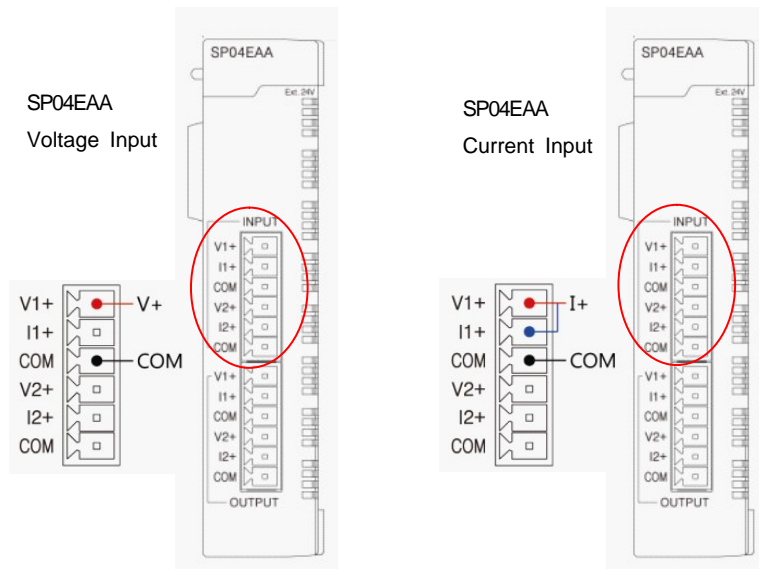 SP04EAA
Voltage Input
V1+
I1+
COM
V2+
I2+
COM
V+
COM
SP04EAA
Ext. 24V
INPUT
V1+
I1+
COM
V2+
I2+
COM
V1+
I1+
COM
V2+
I2+
COM
OUTPUT
SP04EAA
Current Input
V1+
I1+
COM
V2+
I2+
COM
I+
COM
SP04EAA
Ext. 24V
INPUT
V1+
I1+
COM
V2+
I2+
COM
V1+
I1+
COM
V2+
I2+
COM
OUTPUT